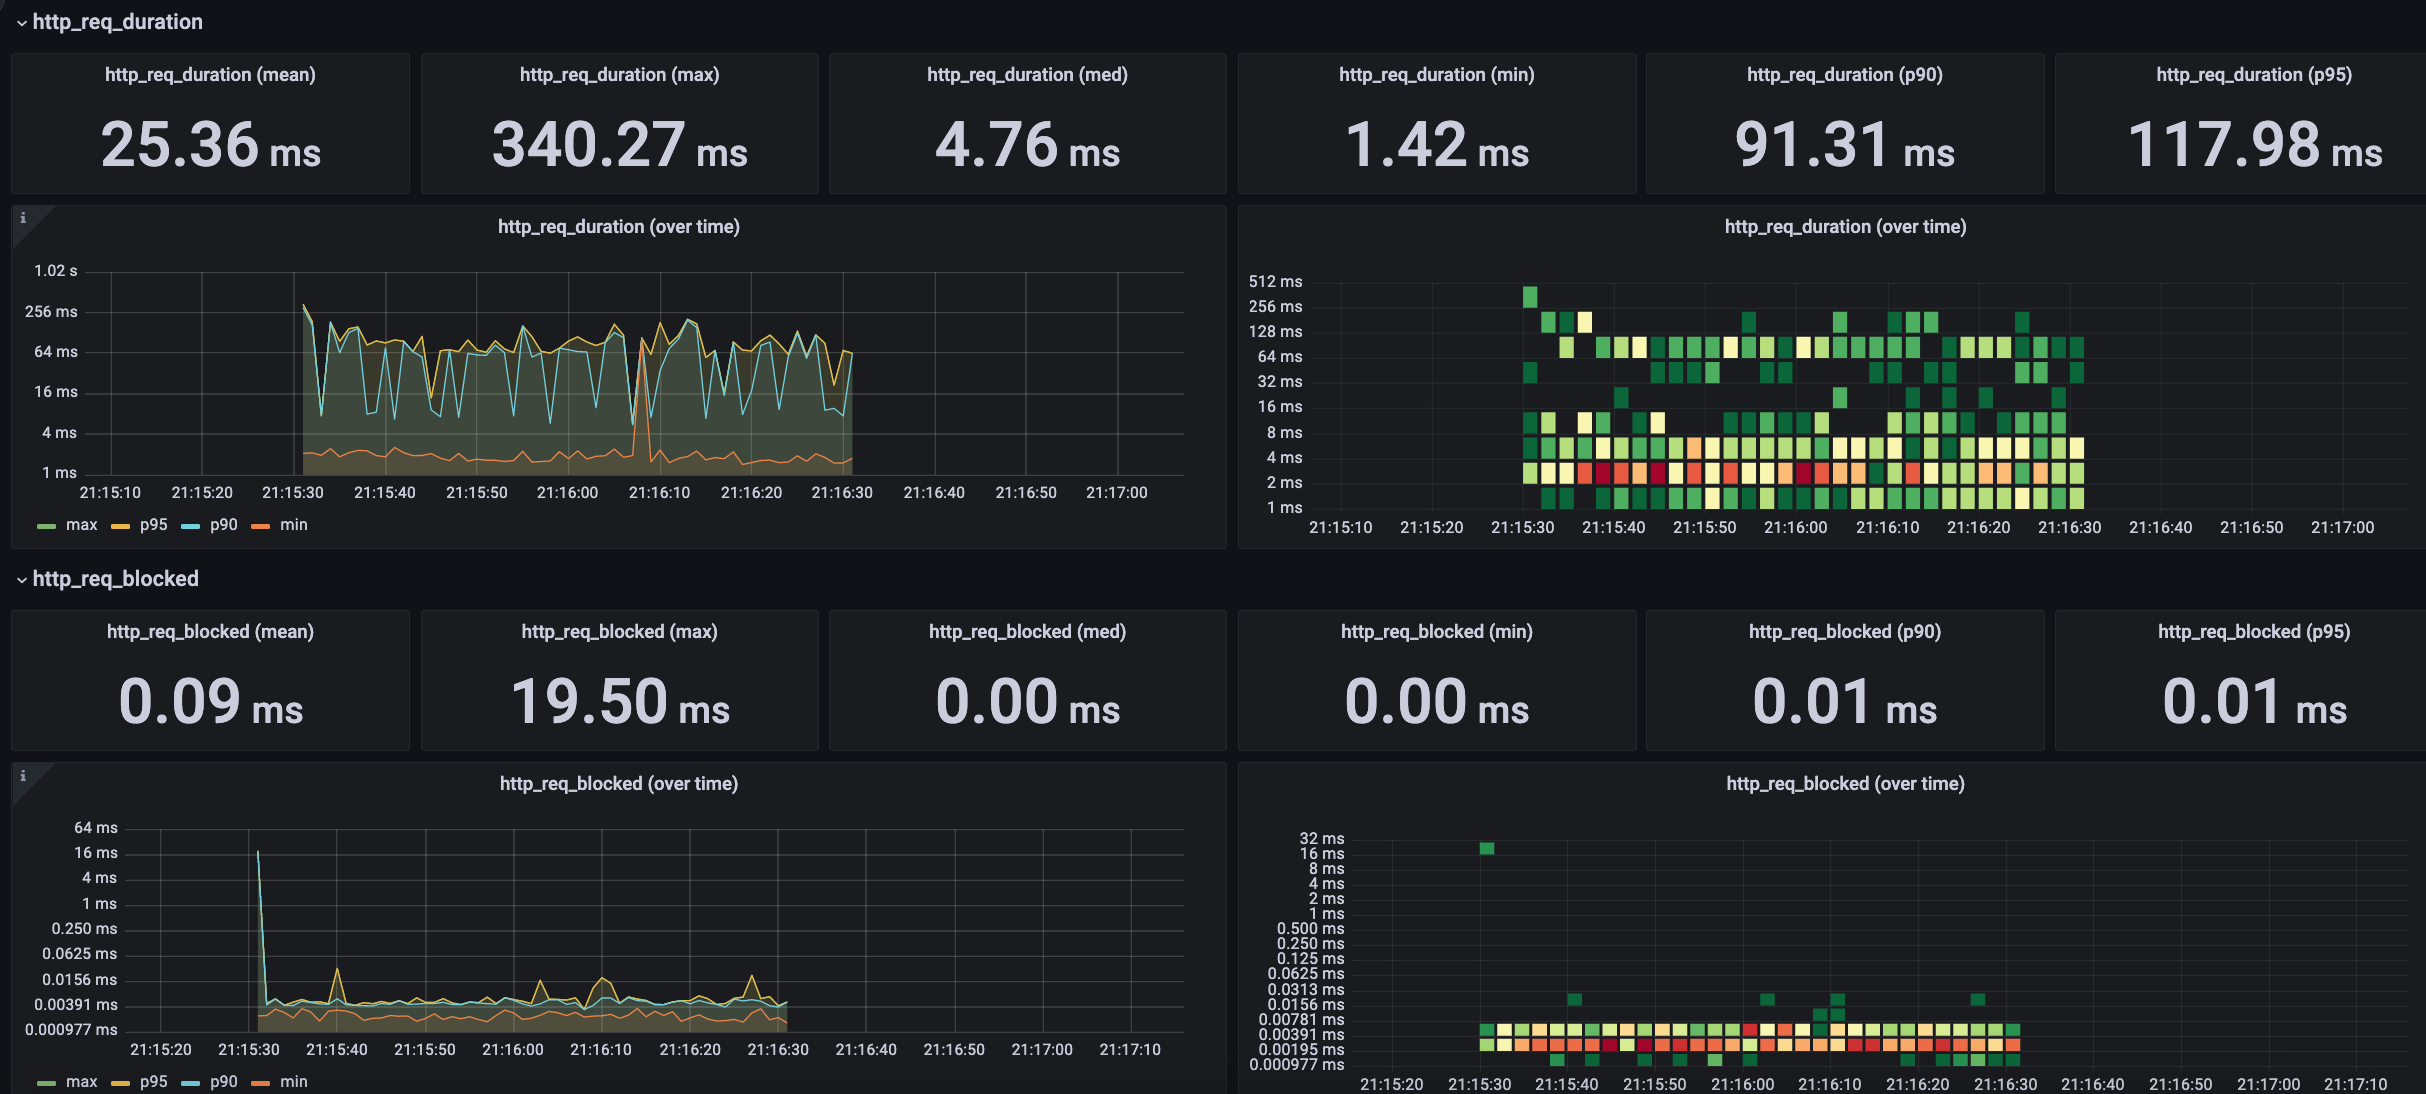 http_req_duration
http_req_duration (mean)
25.36 ms
http_req_duration (max)
340.27 ms
http_req_duration (med)
4.76 ms
http_req_duration (min)
1.42 ms
http_req_duration (p90)
91.31 ms
http_req_duration (p95)
117.98 ms
i
http_req_duration (over time)
1.02 s
256 ms
64 ms
16 ms
4 ms
1 ms
21:15:10 21:15:20 21:15:30 21:15:40 21:15:50 21:16:00 21:16:10 21:16:20 21:16:30 21:16:40 21:16:50 21:17:00
max p95 p90 min
http_req_duration (over time)
512 ms
256 ms
128 ms
64 ms
32 ms
16 ms
8 ms
4 ms
2 ms
1 ms
21:15:10 21:15:20 21:15:30 21:15:40 21:15:50 21:16:00 21:16:10 21:16:20 21:16:30 21:16:40 21:16:50 21:17:00
http_req_blocked
http_req_blocked (mean)
0.09 ms
http_req_blocked (max)
19.50 ms
http_req_blocked (med)
0.00 ms
http_req_blocked (min)
0.00 ms
http_req_blocked (p90)
0.01 ms
http_req_blocked (p95)
0.01 ms
i
http_req_blocked (over time)
64 ms
16 ms
4 ms
1 ms
0.250 ms
0.0625 ms
0.0156 ms
0.00391 ms
0.000977 ms
21:15:20 21:15:30 21:15:40 21:15:50 21:16:00 21:16:10 21:16:20 21:16:30 21:16:40 21:16:50 21:17:00 21:17:10
max p95 p90 min
http_req_blocked (over time)
32 ms
16 ms
8 ms
4 ms
2 ms
1 ms
0.500 ms
0.250 ms
0.125 ms
0.0625 ms
0.0313 ms
0.0156 ms
0.00781 ms
0.00391 ms
0.00195 ms
0.000977 ms
21:15:20 21:15:30 21:15:40 21:15:50 21:16:00 21:16:10 21:16:20 21:16:30 21:16:40 21:16:50 21:17:00 21:17:10